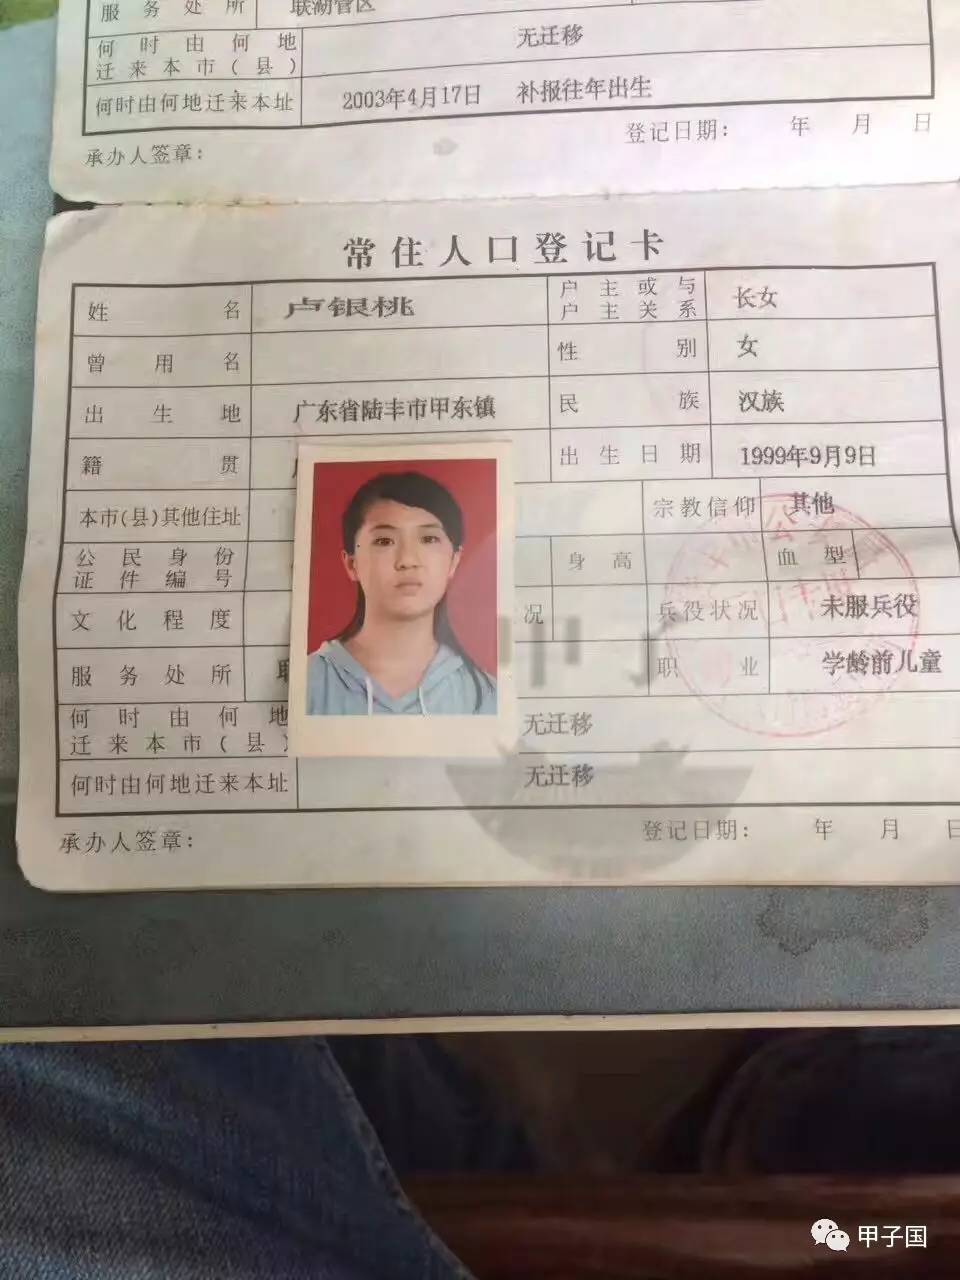 服务处所 联湖管区
何时由何地迁来本市(县) 无迁移
何时由何地迁来本址 2003年4月17日 补报往年出生
承办人签章: 登记日期: 年 月 日
常住人口登记卡
姓名 卢银桃 户主或与户主关系 长女
曾用名 性别 女
出生地 广东省陆丰市甲东镇 民族 汉族
籍贯 出生日期 1999年9月9日
本市(县)其他住址 宗教信仰 其他
公民身份证件编号 身高 血型
文化程度 况 兵役状况 未服兵役
服务处所 职业 学龄前儿童
何时由何地迁来本市(县) 无迁移
何时由何地迁来本址 无迁移
承办人签章: 登记日期: 年 月 日
甲子国